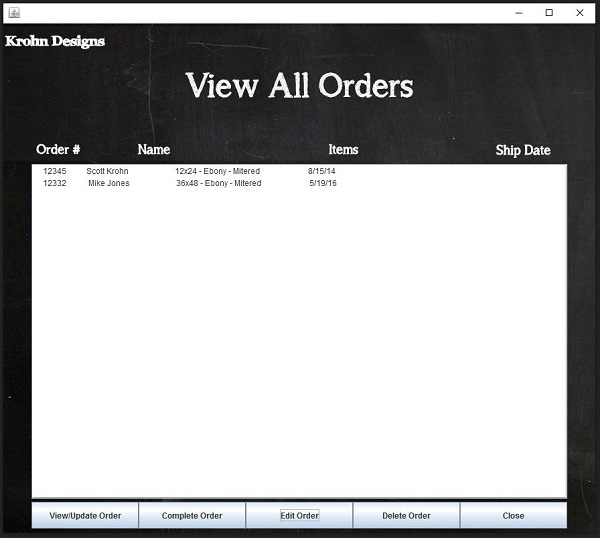 Krohn Designs
View All Orders
Order # Name Items Ship Date
12345 Scott Krohn 12x24 - Ebony - Mitered 8/15/14
12332 Mike Jones 36x48 - Ebony - Mitered 5/19/16
View/Update Order Complete Order Edit Order Delete Order Close